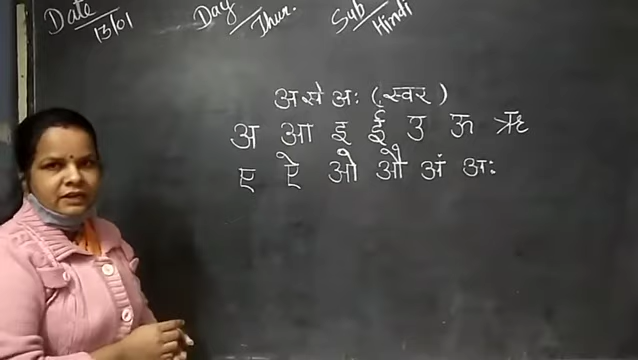 Date / 13/01 Day / Thur. Sub / Hindi
अ से अः (स्वर)
अ आ इ ई उ ऊ ऋ
ए ऐ ओ औ अं अः